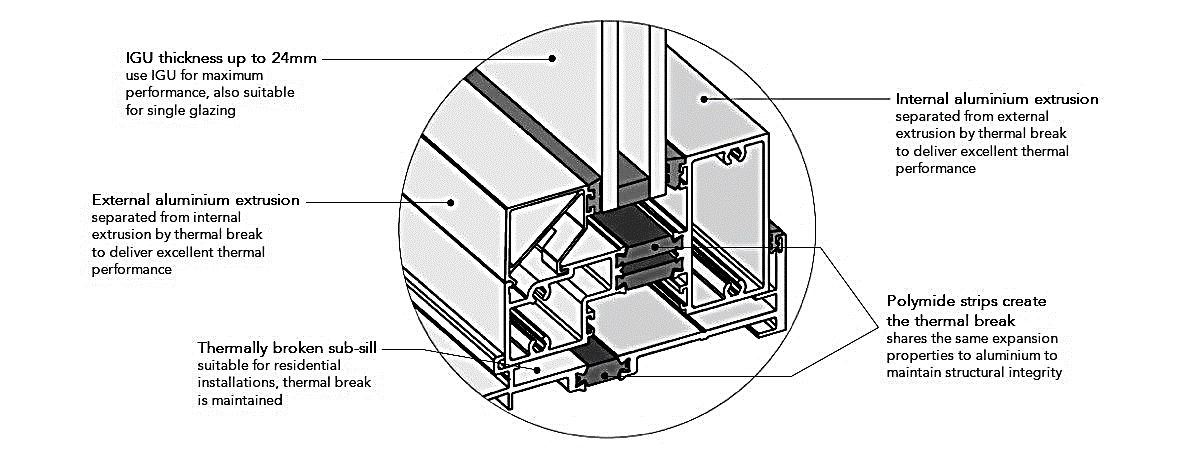 IGU thickness up to 24mm
use IGU for maximum
performance, also suitable
for single glazing
External aluminium extrusion
separated from internal
extrusion by thermal break
to deliver excellent thermal
performance
Thermally broken sub-sill
suitable for residential
installations, thermal break
is maintained
Internal aluminium extrusion
separated from external
extrusion by thermal break
to deliver excellent thermal
performance
Polymide strips create
the thermal break
shares the same expansion
properties to aluminium to
maintain structural integrity